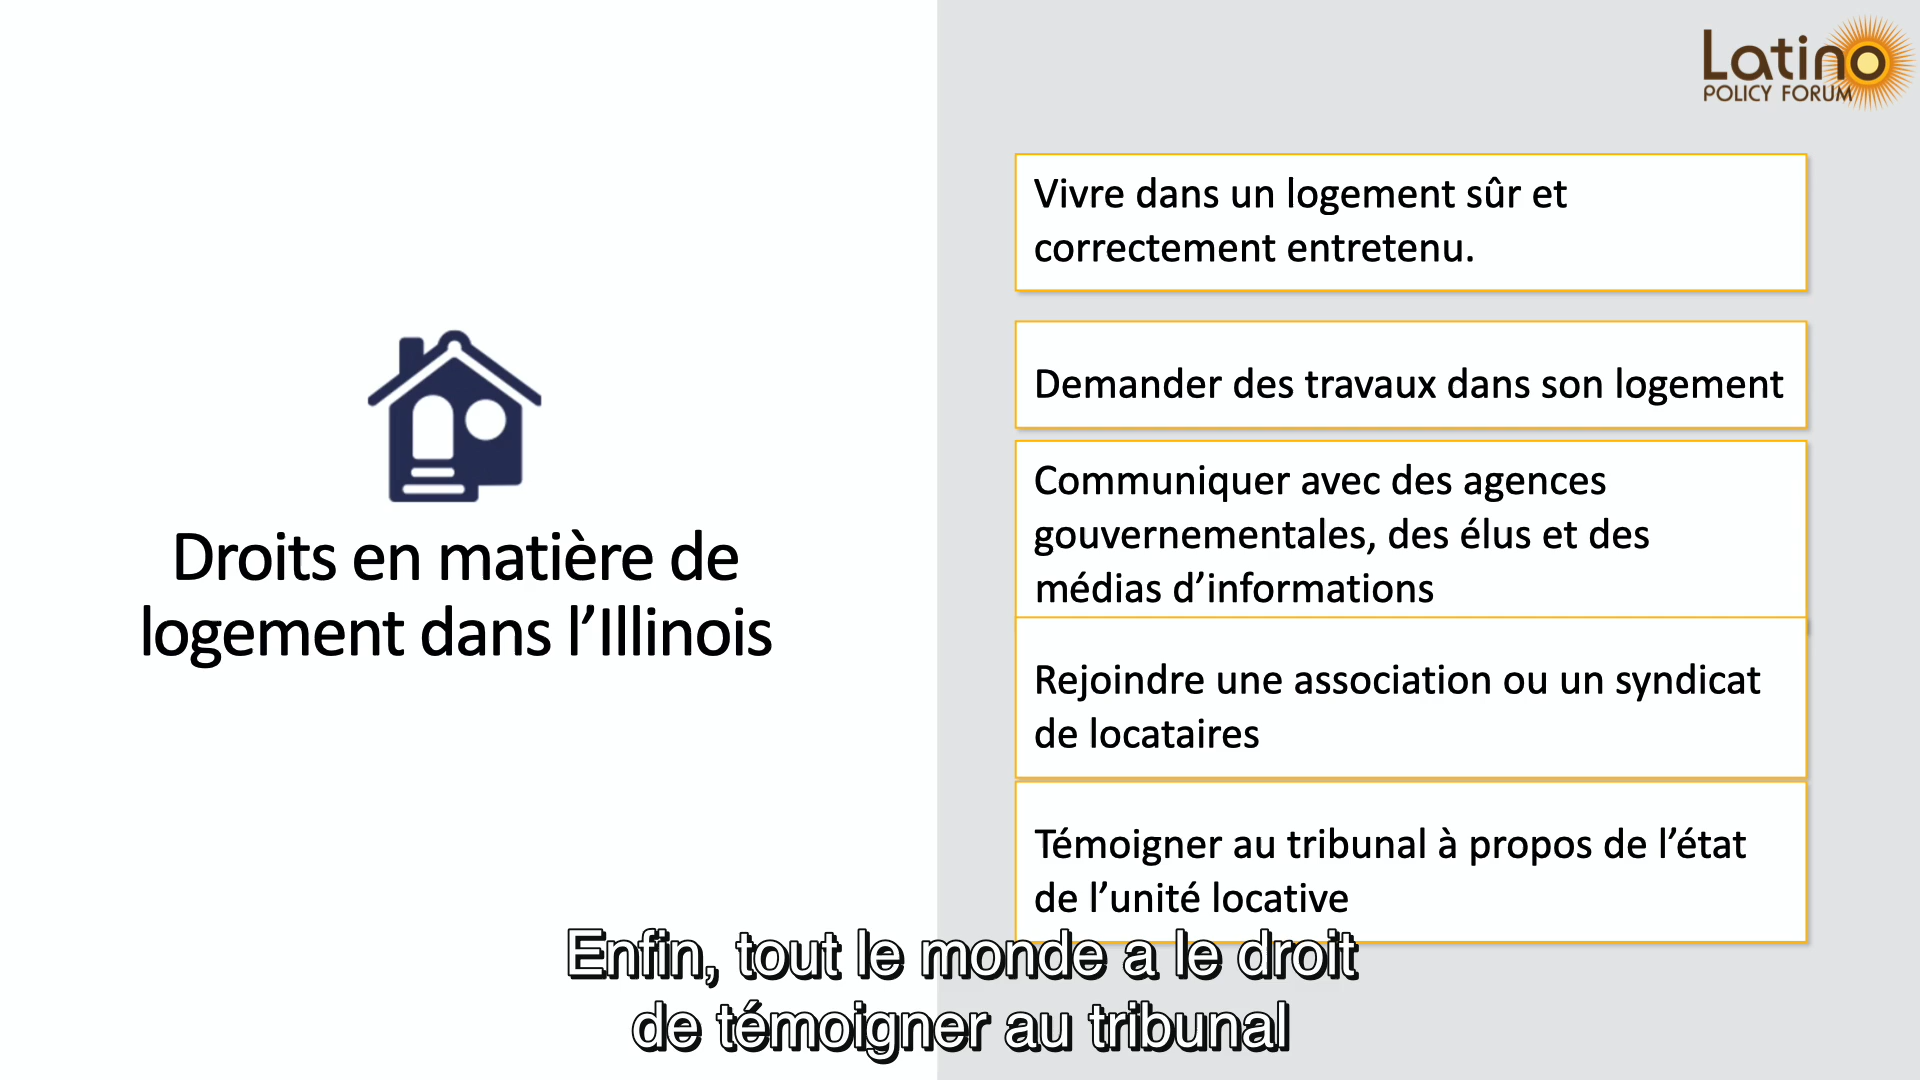 Latino
POLICY FORUM
Vivre dans un logement sûr et
correctement entretenu.
Demander des travaux dans son logement
Communiquer avec des agences
gouvernementales, des élus et des
médias d’informations
Rejoindre une association ou un syndicat
de locataires
Témoigner au tribunal à propos de l’état
de l’unité locative
Droits en matière de
logement dans l’Illinois
Enfin, tout le monde a le droit
de témoigner au tribunal